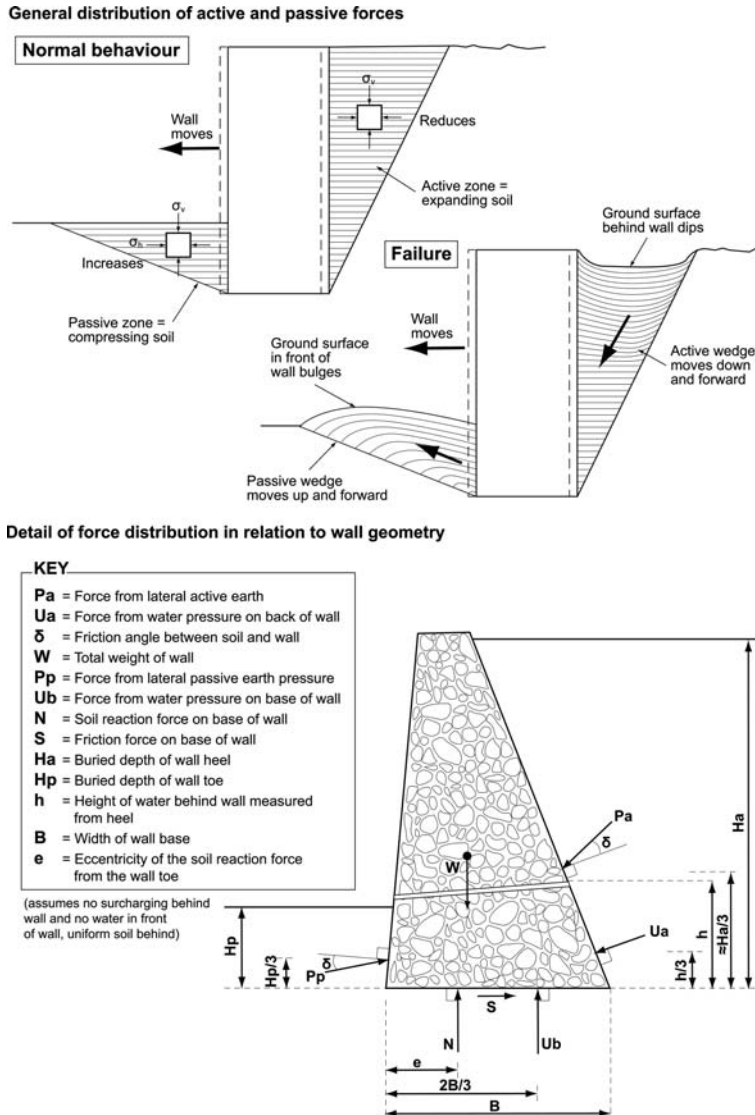 General distribution of active and passive forces
Normal behaviour
σv
Wall
moves
Reduces
Active zone =
expanding soil
σv
σh
Increases
Passive zone =
compressing soil
Ground surface
behind wall dips
Failure
Wall
moves
Ground surface
in front of
wall bulges
Active wedge
moves down
and forward
Passive wedge
moves up and forward
Detail of force distribution in relation to wall geometry
KEY
Pa = Force from lateral active earth
Ua = Force from water pressure on back of wall
δ = Friction angle between soil and wall
W = Total weight of wall
Pp = Force from lateral passive earth pressure
Ub = Force from water pressure on base of wall
N = Soil reaction force on base of wall
S = Friction force on base of wall
Ha = Buried depth of wall heel
Hp = Buried depth of wall toe
h = Height of water behind wall measured
from heel
B = Width of wall base
e = Eccentricity of the soil reaction force
from the wall toe
(assumes no surcharging behind
wall and no water in front
of wall, uniform soil behind)
Pa
δ
W
Ha
Hp
Hp/3
δ
Pp
Ua
h
≈Ha/3
h/3
S
N
Ub
e
2B/3
B